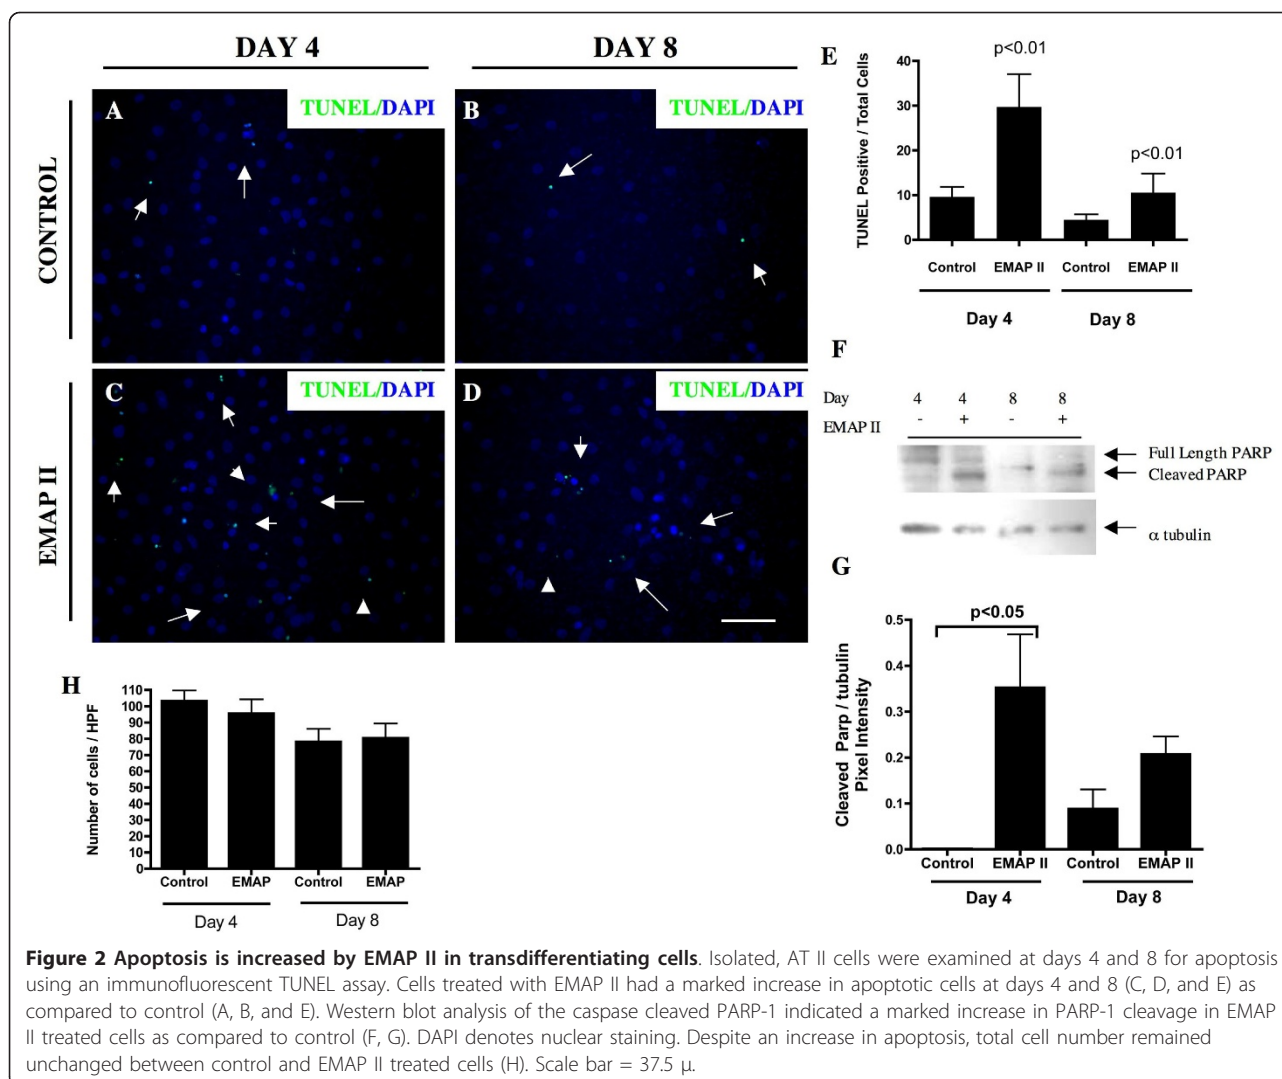 DAY 4
DAY 8
CONTROL
EMAP II
A
TUNEL/DAPI
B
TUNEL/DAPI
C
TUNEL/DAPI
D
TUNEL/DAPI
E
TUNEL Positive / Total Cells
40
30
20
10
0
p<0.01
p<0.01
Control
EMAP II
Control
EMAP II
Day 4
Day 8
F
Day 4 4 8 8
EMAP II - + - +
Full Length PARP
Cleaved PARP
α tubulin
G
Cleaved Parp / tubulin
Pixel Intensity
0.5
0.4
0.3
0.2
0.1
0.0
p<0.05
Control
EMAP II
Control
EMAP II
Day 4
Day 8
H
Number of cells / HPF
110
100
90
80
70
60
50
40
30
20
10
0
Control
EMAP
Control
EMAP
Day 4
Day 8
Figure 2 Apoptosis is increased by EMAP II in transdifferentiating cells. Isolated, AT II cells were examined at days 4 and 8 for apoptosis
using an immunofluorescent TUNEL assay. Cells treated with EMAP II had a marked increase in apoptotic cells at days 4 and 8 (C, D, and E) as
compared to control (A, B, and E). Western blot analysis of the caspase cleaved PARP-1 indicated a marked increase in PARP-1 cleavage in EMAP
II treated cells as compared to control (F, G). DAPI denotes nuclear staining. Despite an increase in apoptosis, total cell number remained
unchanged between control and EMAP II treated cells (H). Scale bar = 37.5 μ.